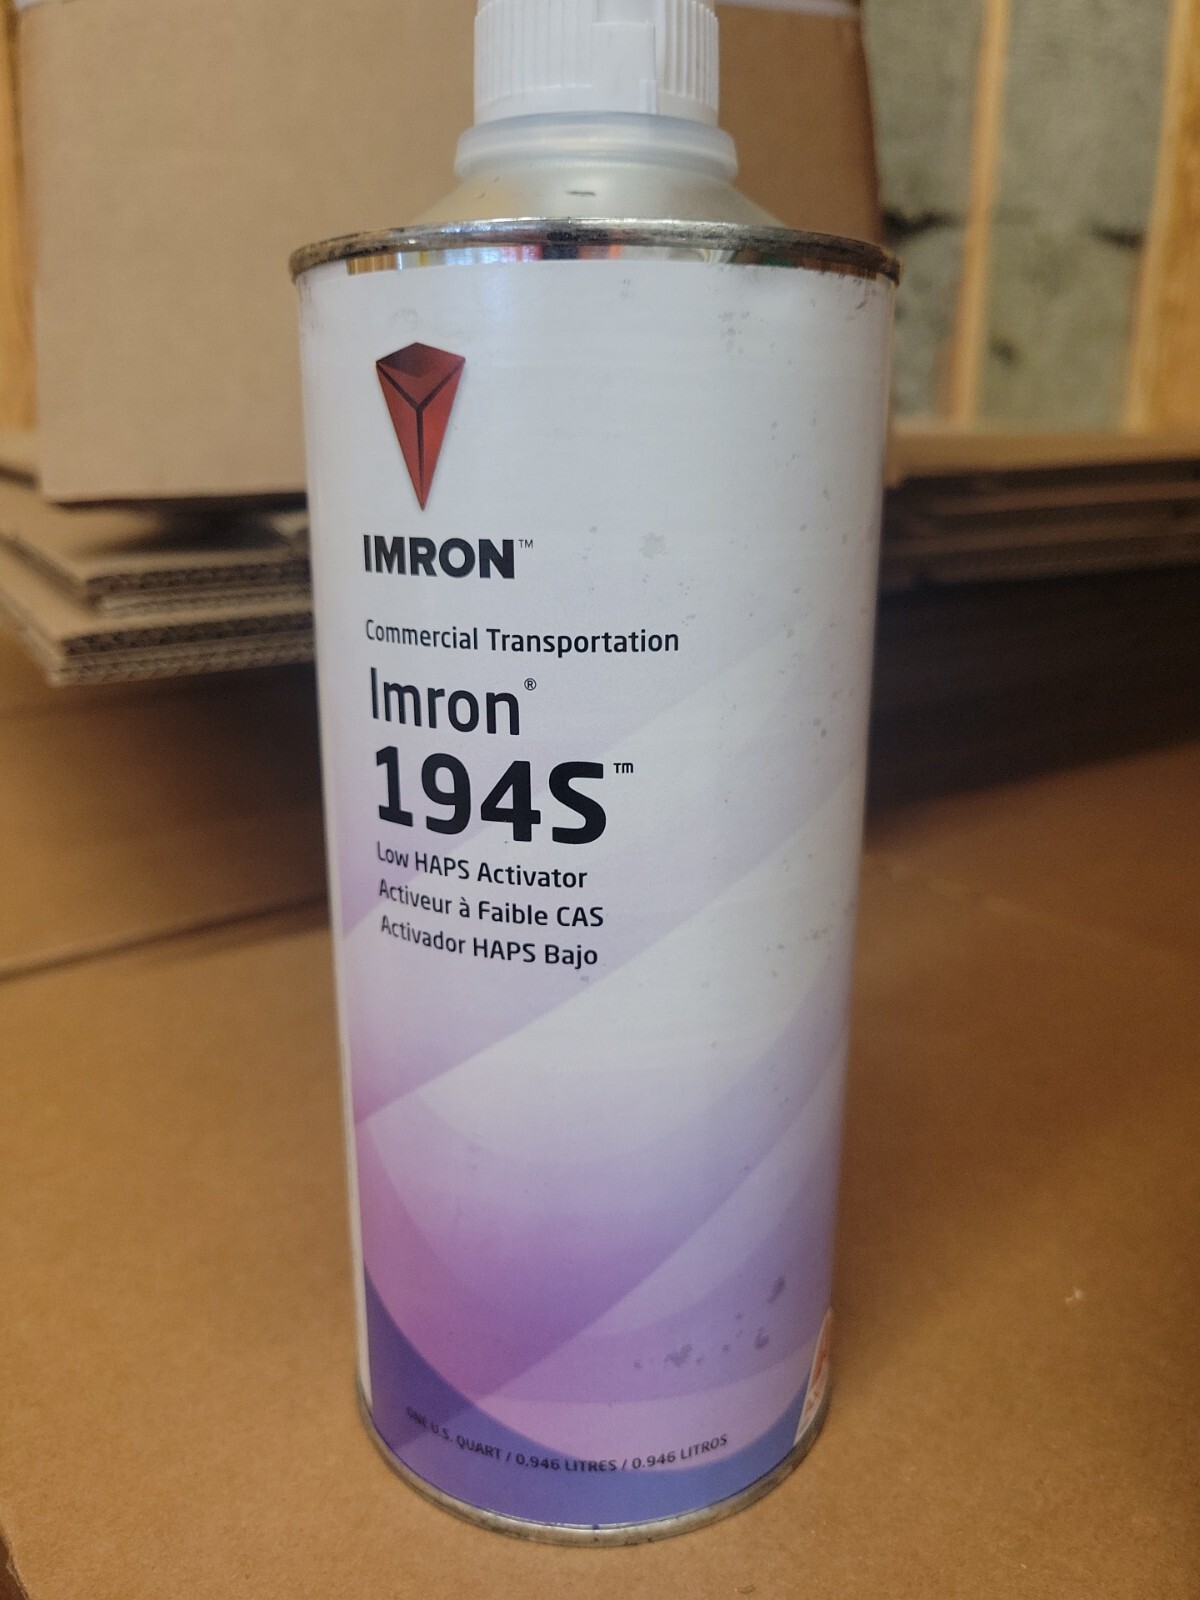 IMRON™
Commercial Transportation
Imron®
194S™
Low HAPS Activator
Activeur à Faible CAS
Activador HAPS Bajo
ONE U.S. QUART / 0.946 LITRES / 0.946 LITROS